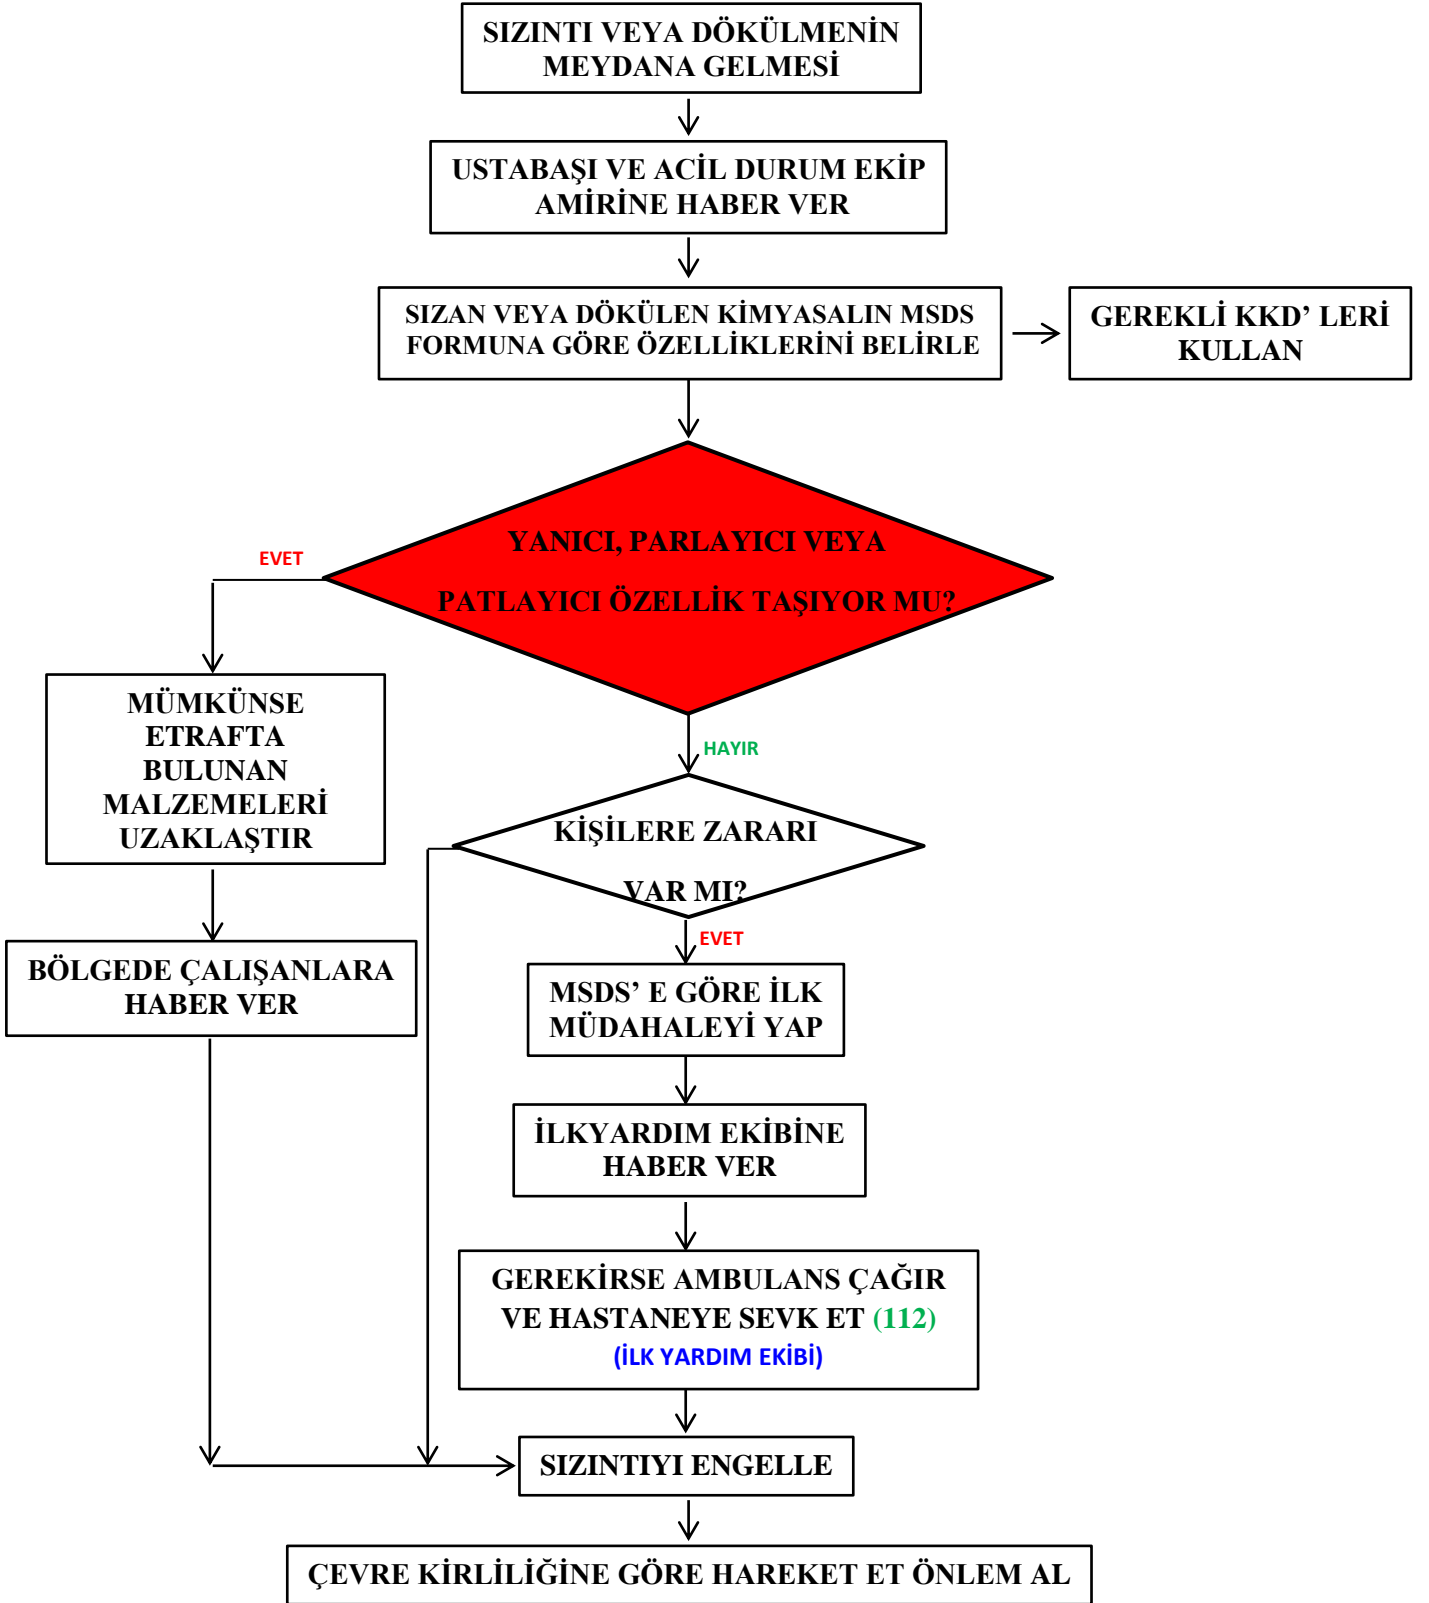 SIZINTI VEYA DÖKÜLMENİN
MEYDANA GELMESİ
USTABAŞI VE ACİL DURUM EKİP
AMİRİNE HABER VER
SIZAN VEYA DÖKÜLEN KİMYASALIN MSDS
FORMUNA GÖRE ÖZELLİKLERİNİ BELİRLE
GEREKLİ KKD’ LERİ
KULLAN
YANICI, PARLAYICI VEYA
PATLAYICI ÖZELLİK TAŞIYOR MU?
EVET
MÜMKÜNSE
ETRAFTA
BULUNAN
MALZEMELERİ
UZAKLAŞTIR
BÖLGEDE ÇALIŞANLARA
HABER VER
HAYIR
KİŞİLERE ZARARI
VAR MI?
EVET
MSDS’ E GÖRE İLK
MÜDAHALEYİ YAP
İLKYARDIM EKİBİNE
HABER VER
GEREKİRSE AMBULANS ÇAĞIR
VE HASTANEYE SEVK ET (112)
(İLK YARDIM EKİBİ)
SIZINTIYI ENGELLE
ÇEVRE KİRLİLİĞİNE GÖRE HAREKET ET ÖNLEM AL